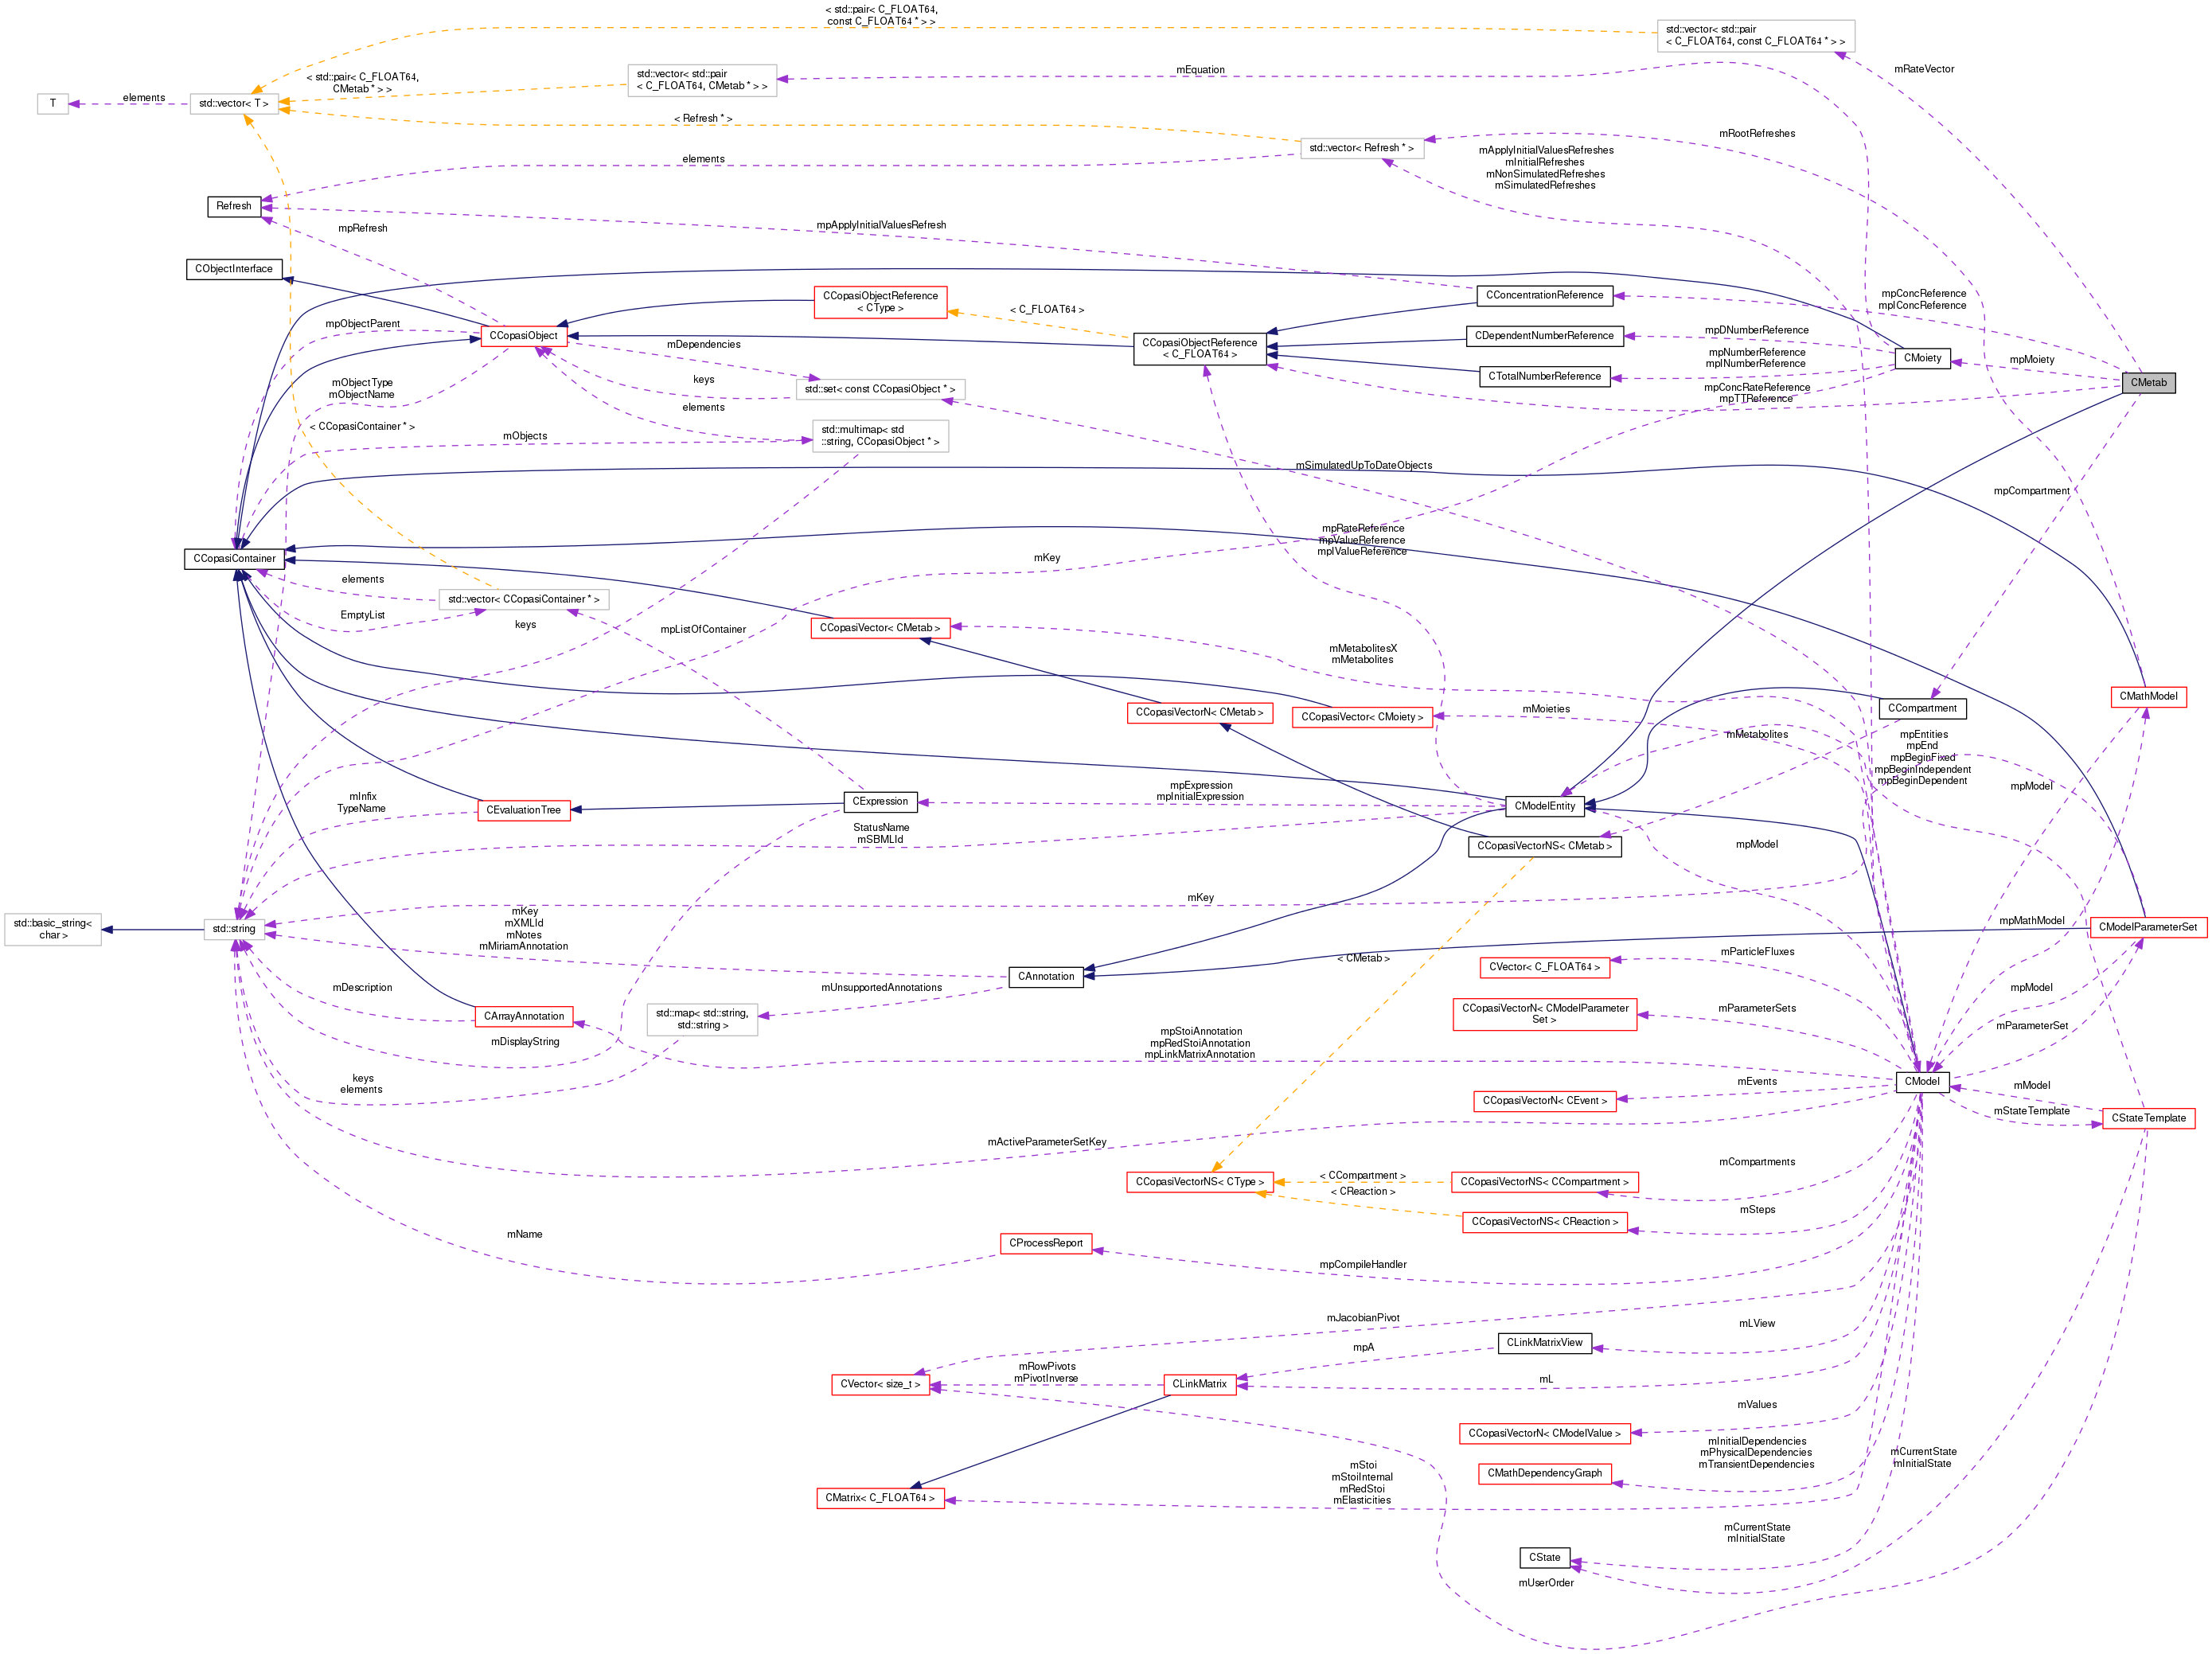 < std::pair< C_FLOAT64,
const C_FLOAT64 * > >
std::vector< std::pair
< C_FLOAT64, const C_FLOAT64 * > >
mRateVector
mEquation
< std::pair< C_FLOAT64,
CMetab * > >
std::vector< std::pair
< C_FLOAT64, CMetab * > >
T
elements
std::vector< T >
< Refresh * >
mRootRefreshes
std::vector< Refresh * >
elements
mApplyInitialValuesRefreshes
mInitialRefreshes
mNonSimulatedRefreshes
mSimulatedRefreshes
Refresh
mpRefresh
mpApplyInitialValuesRefresh
CObjectInterface
CCopasiObjectReference
< CType >
CConcentrationReference
mpConcReference
mpIConcReference
< C_FLOAT64 >
mpObjectParent
CCopasiObject
mDependencies
CCopasiObjectReference
< C_FLOAT64 >
CDependentNumberReference
mpDNumberReference
CMoiety
mpMoiety
mpNumberReference
mpINumberReference
CTotalNumberReference
CMetab
mObjectType
mObjectName
keys
std::set< const CCopasiObject * >
mpConcRateReference
mpTTReference
elements
< CCopasiContainer * >
mObjects
std::multimap< std
::string, CCopasiObject * >
mSimulatedUpToDateObjects
mpCompartment
mpRateReference
mpValueReference
mpIValueReference
CCopasiContainer
mKey
elements
std::vector< CCopasiContainer * >
EmptyList
keys
mpListOfContainer
CCopasiVector< CMetab >
mMetabolitesX
mMetabolites
CMathModel
CCopasiVectorN< CMetab >
CCopasiVector< CMoiety >
mMoieties
CCompartment
mMetabolites
mpEntities
mpEnd
mpBeginFixed
mpBeginIndependent
mpBeginDependent
mpModel
mInfix
TypeName
CEvaluationTree
CExpression
mpExpression
mpInitialExpression
CModelEntity
StatusName
mSBMLId
CCopasiVectorNS< CMetab >
mpModel
mKey
std::basic_string<
char >
std::string
mKey
mXMLId
mNotes
mMiriamAnnotation
mpMathModel
CModelParameterSet
< CMetab >
mParticleFluxes
CVector< C_FLOAT64 >
CAnnotation
mDescription
mUnsupportedAnnotations
mpModel
CArrayAnnotation
std::map< std::string,
std::string >
CCopasiVectorN< CModelParameter
Set >
mParameterSets
mParameterSet
mDisplayString
mpStoiAnnotation
mpRedStoiAnnotation
mpLinkMatrixAnnotation
keys
elements
mEvents
CModel
mModel
CCopasiVectorN< CEvent >
mStateTemplate
CStateTemplate
mActiveParameterSetKey
mCompartments
CCopasiVectorNS< CType >
< CCompartment >
CCopasiVectorNS< CCompartment >
< CReaction >
mSteps
CCopasiVectorNS< CReaction >
mName
CProcessReport
mpCompileHandler
mJacobianPivot
mLView
CLinkMatrixView
mpA
mRowPivots
mPivotInverse
CVector< size_t >
CLinkMatrix
mL
mValues
CCopasiVectorN< CModelValue >
mInitialDependencies
mPhysicalDependencies
mTransientDependencies
mCurrentState
mInitialState
CMathDependencyGraph
mStoi
mStoiInternal
mRedStoi
mElasticities
CMatrix< C_FLOAT64 >
mCurrentState
mInitialState
CState
mUserOrder